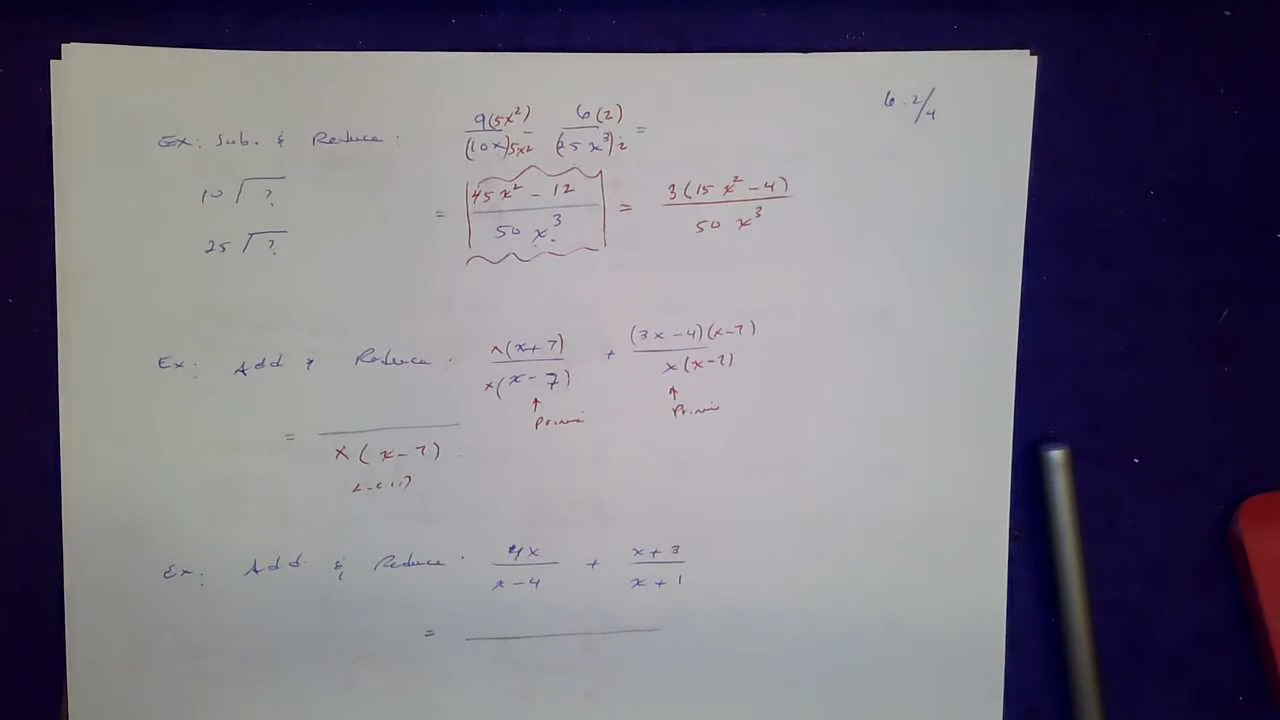 6.2/4
Ex: Sub. & Reduce: 9(5x²)/(10x)5x² - 6(2)/(25x³)2 =
10 √?
= (45x² - 12)/(50x³) = 3(15x² - 4)/(50x³)
25 √?
Ex: Add & Reduce: x(x+7)/x(x-7) + (3x-4)(x-7)/x(x-7)
↑ Prime ↑ Prime
= /x(x-7)
Ex: Add & Reduce: 4x/(x-4) + (x+3)/(x+1)
=